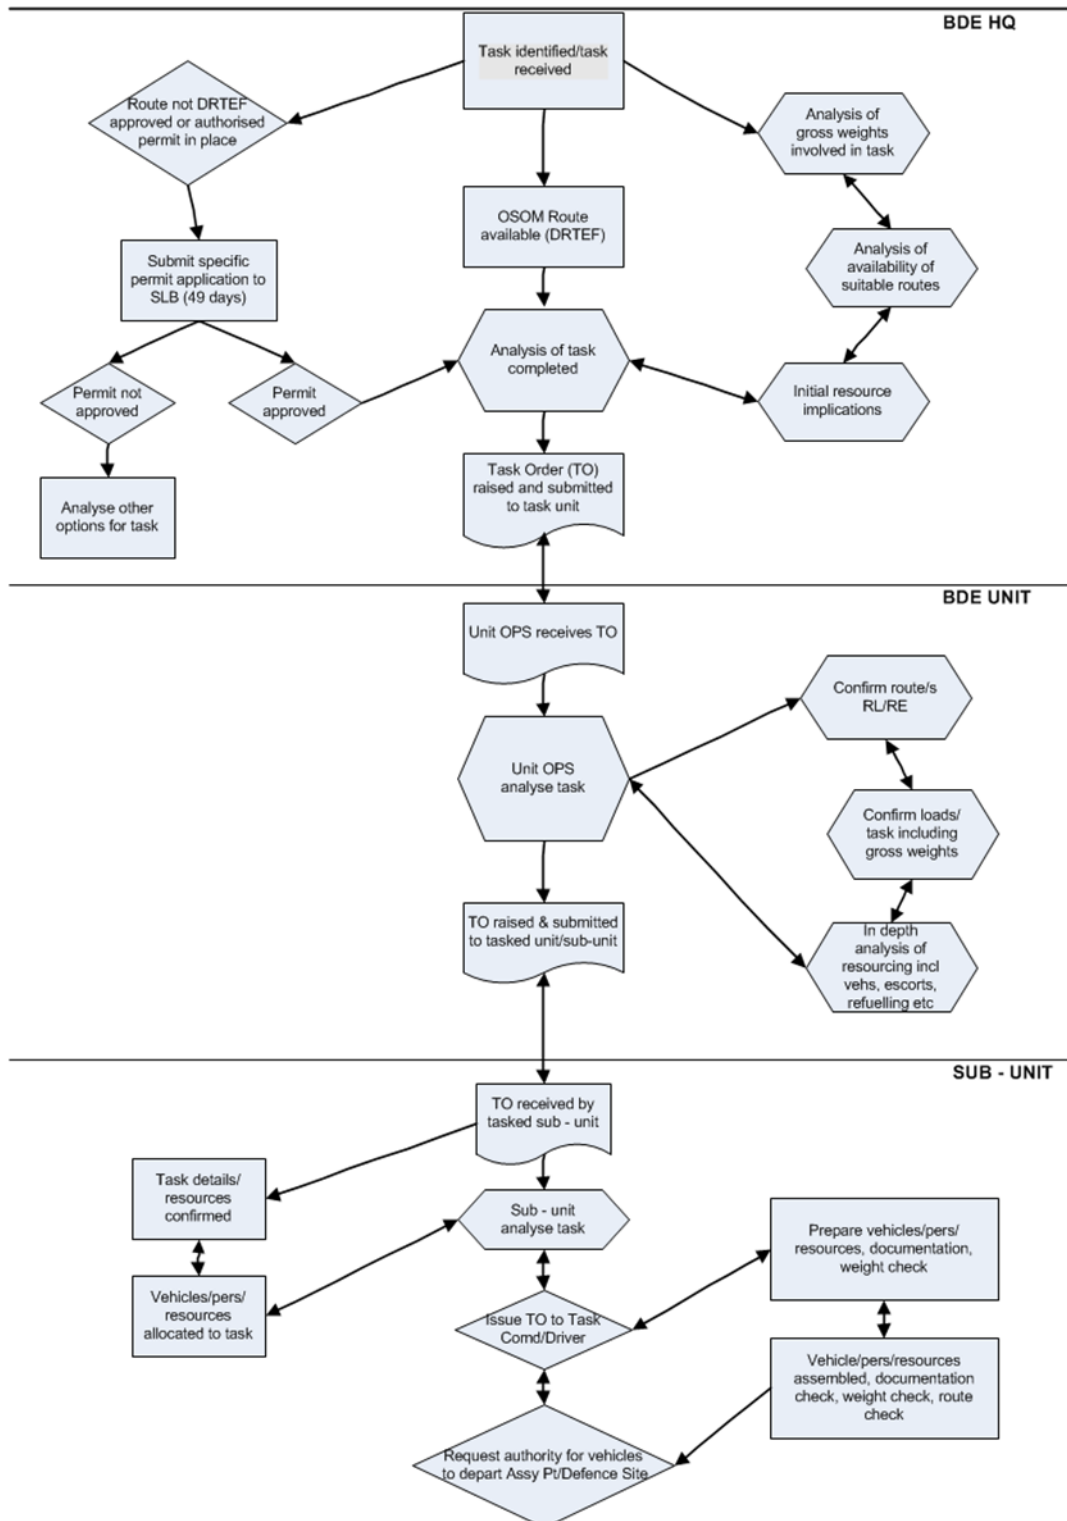 BDE HQ
Task identified/task
received
Route not DRTEF
approved or authorised
permit in place
Analysis of
gross weights
involved in task
OSOM Route
available (DRTEF)
Submit specific
permit application to
SLB (49 days)
Analysis of
availability of
suitable routes
Analysis of task
completed
Permit not
approved
Permit
approved
Initial resource
implications
Task Order (TO)
raised and submitted
to task unit
Analyse other
options for task
BDE UNIT
Unit OPS receives TO
Confirm route/s
RL/RE
Unit OPS
analyse task
Confirm loads/
task including
gross weights
TO raised & submitted
to tasked unit/sub-unit
In depth
analysis of
resourcing incl
vehs, escorts,
refuelling etc
SUB - UNIT
TO received by
tasked sub - unit
Task details/
resources
confirmed
Sub - unit
analyse task
Prepare vehicles/pers/
resources, documentation,
weight check
Vehicles/pers/
resources
allocated to task
Issue TO to Task
Comd/Driver
Vehicle/pers/resources
assembled, documentation
check, weight check, route
check
Request authority for vehicles
to depart Assy Pt/Defence Site